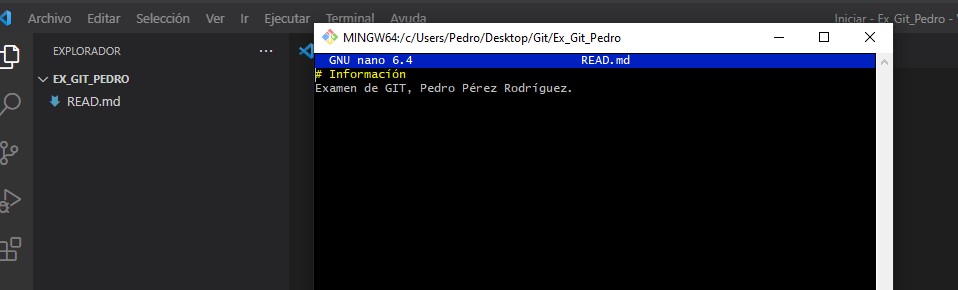 Archivo Editar Selección Ver Ir Ejecutar Terminal Ayuda
Iniciar - Ex_Git_Pedro -
EXPLORADOR
EX_GIT_PEDRO
READ.md
MINGW64:/c/Users/Pedro/Desktop/Git/Ex_Git_Pedro
GNU nano 6.4 READ.md
# Información
Examen de GIT, Pedro Pérez Rodríguez.